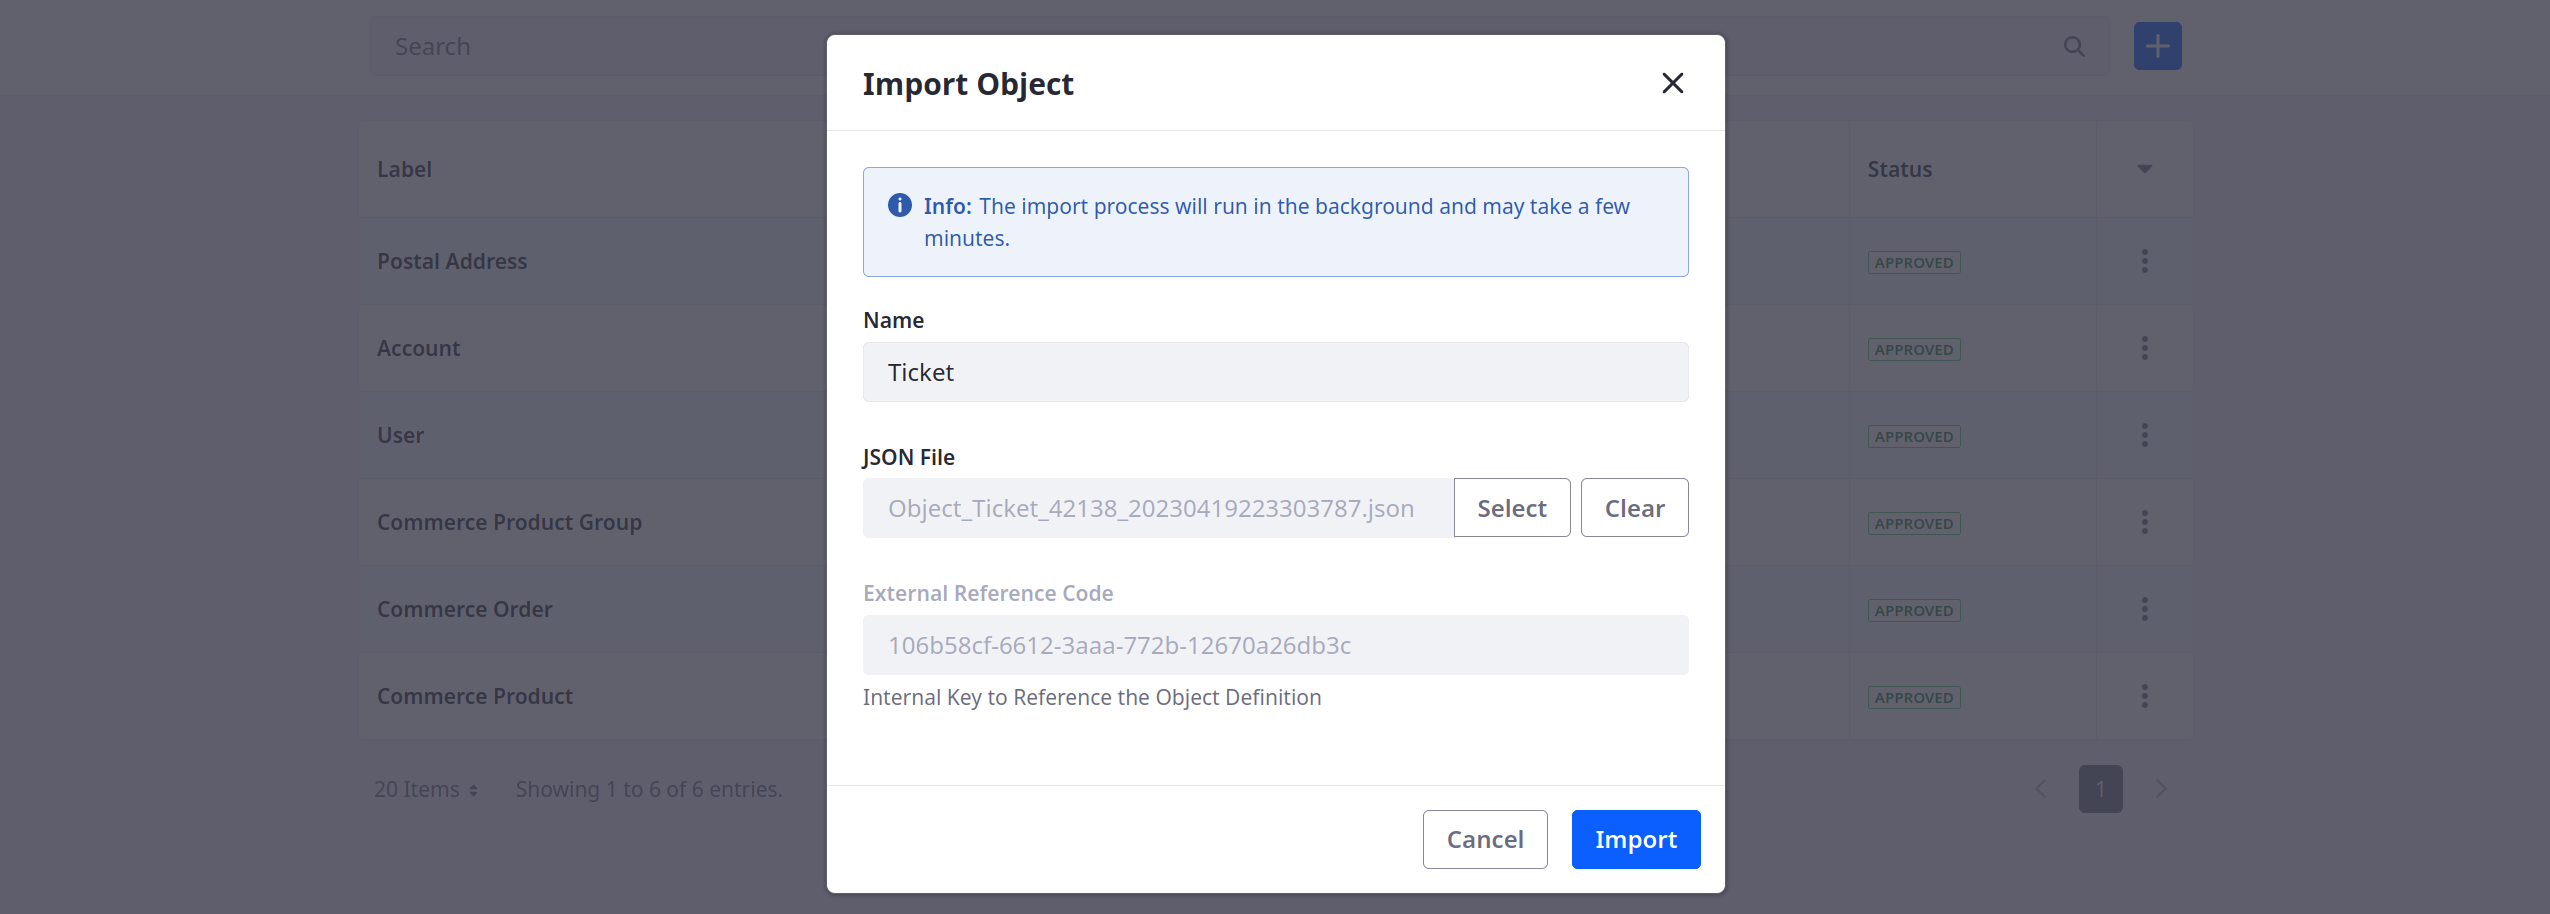 Search
Import Object
Label
Status
Info: The import process will run in the background and may take a few
minutes.
Postal Address
APPROVED
Name
Account
APPROVED
Ticket
User
APPROVED
JSON File
Object_Ticket_42138_20230419223303787.json
Select
Clear
Commerce Product Group
APPROVED
External Reference Code
Commerce Order
APPROVED
106b58cf-6612-3aaa-772b-12670a26db3c
Internal Key to Reference the Object Definition
Commerce Product
APPROVED
20 Items
Showing 1 to 6 of 6 entries.
1
Cancel
Import